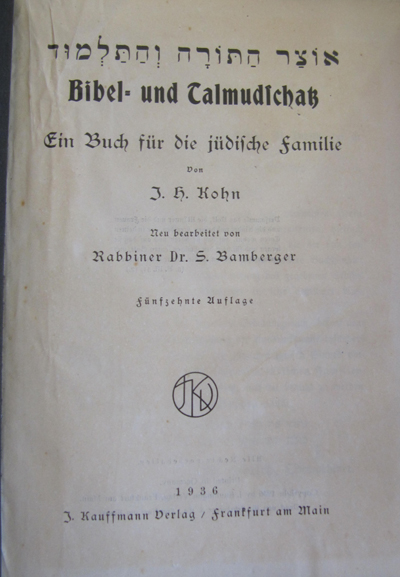 אוֹצַר הַתּוֹרָה וְהַתַּלְמוּד
Bibel- und Talmudschatz
Ein Buch für die jüdische Familie
Von
J. H. Kohn
Neu bearbeitet von
Rabbiner Dr. S. Bamberger
Fünfzehnte Auflage
JKV
1936
J. Kauffmann Verlag / Frankfurt am Main